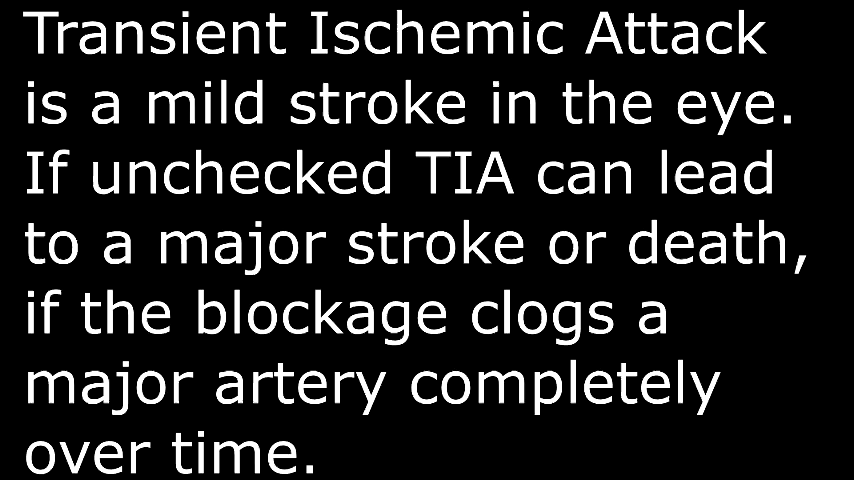 Transient Ischemic Attack
is a mild stroke in the eye.
If unchecked TIA can lead
to a major stroke or death,
if the blockage clogs a
major artery completely
over time.